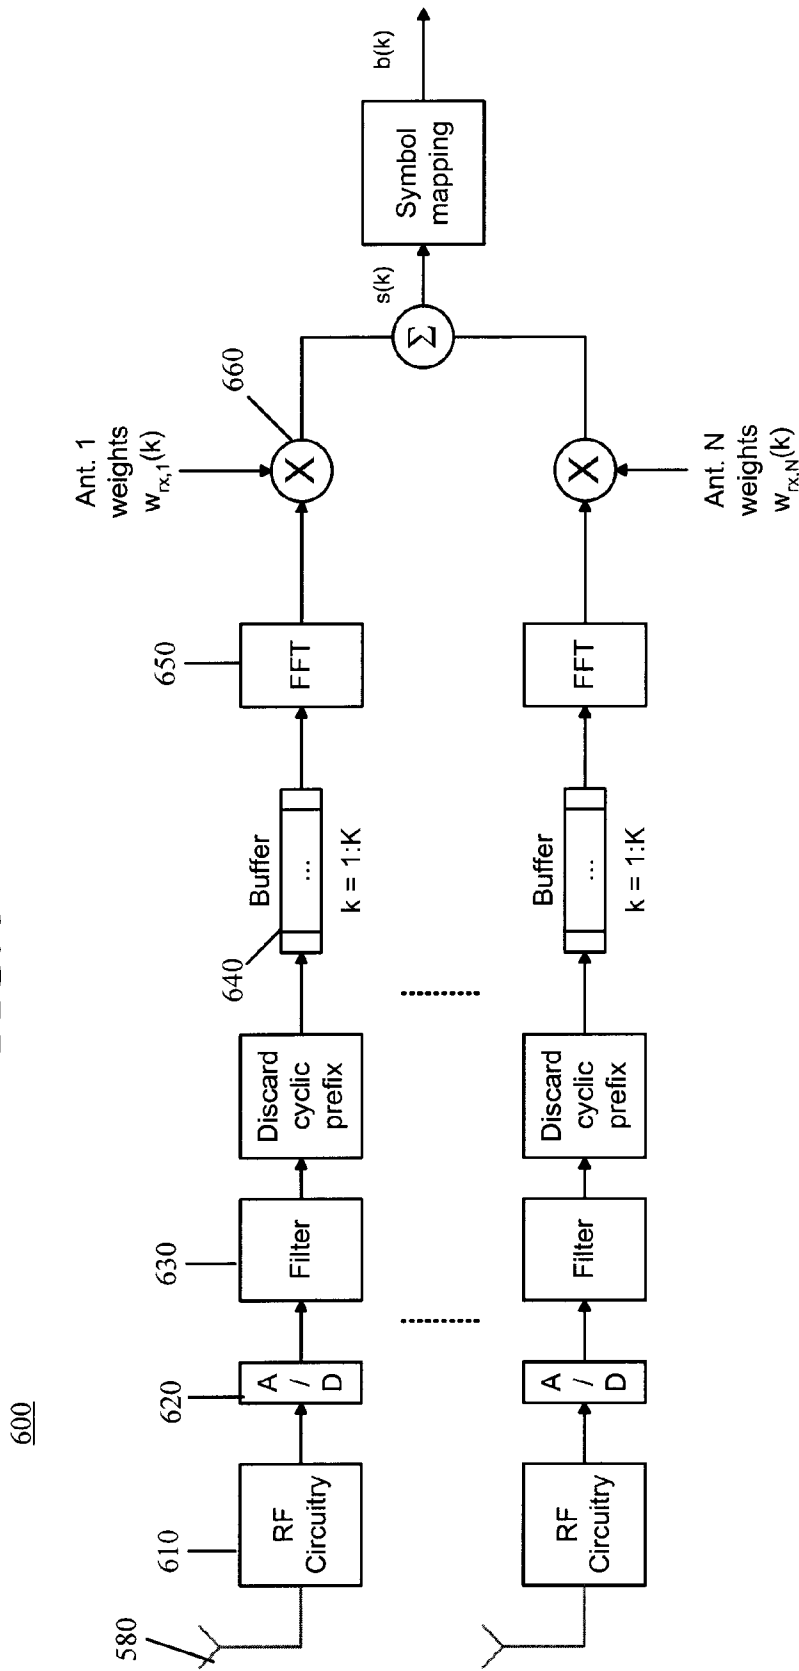 600
580
610
RF
Circuitry
620
A
/
D
630
Filter
Discard
cyclic
prefix
640
Buffer
...
k = 1:K
650
FFT
Ant. 1
weights
w_rx,1(k)
660
X
Σ
s(k)
Symbol
mapping
b(k)
RF
Circuitry
A
/
D
Filter
Discard
cyclic
prefix
Buffer
...
k = 1:K
FFT
X
Ant. N
weights
w_rx,N(k)